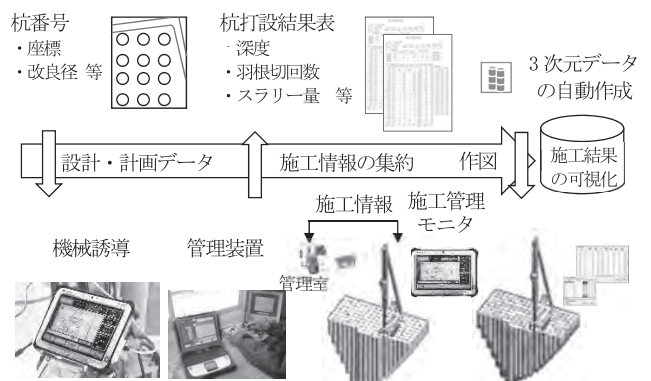 杭番号
・座標
・改良径 等
杭打設結果表
・深度
・羽根切回数
・スラリー量 等
3次元データ
の自動作成
設計・計画データ
施工情報の集約
作図
施工結果
の可視化
施工情報
施工管理
モニタ
機械誘導
管理装置
管理室